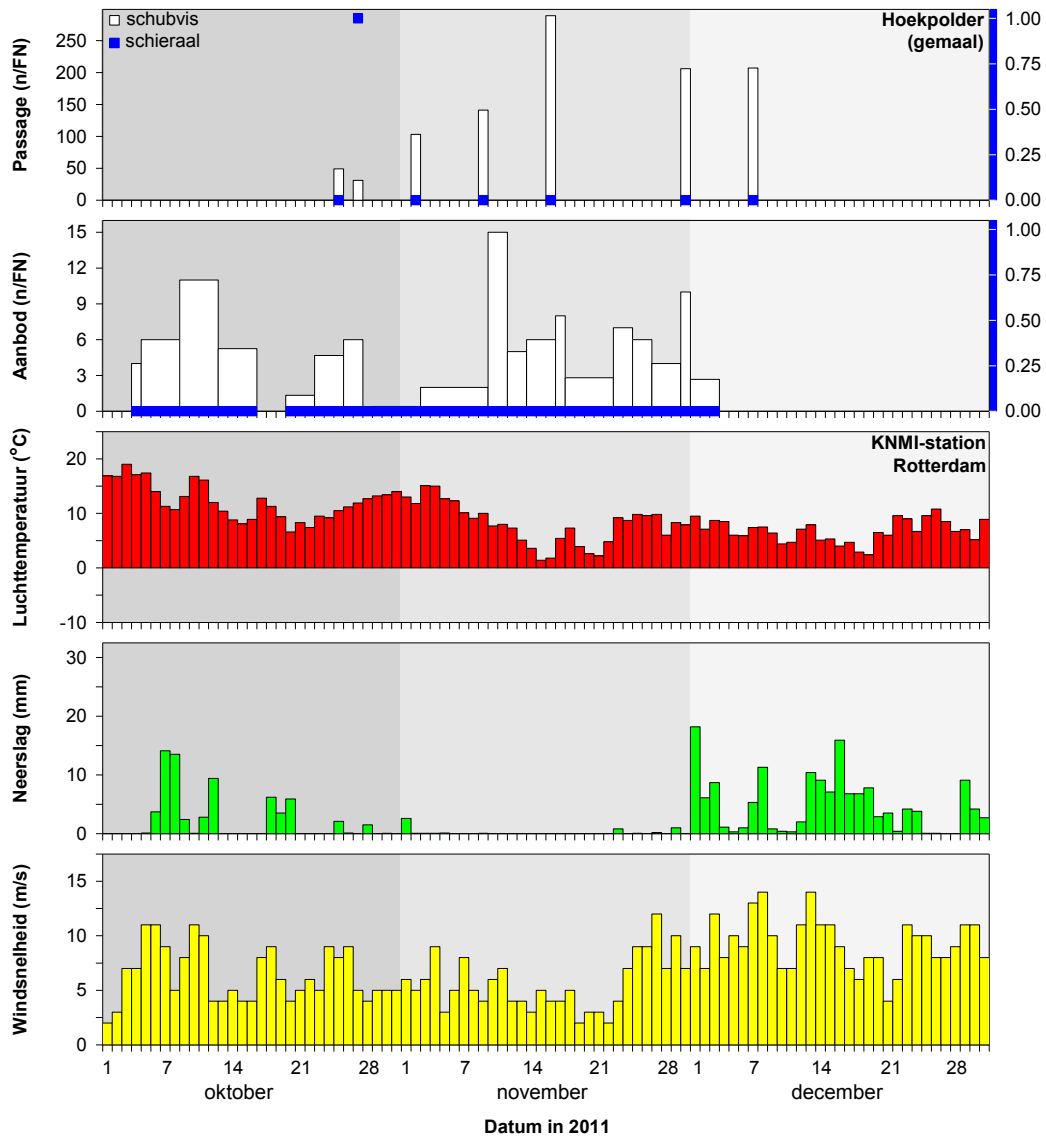 schubvis
schieraal
Hoekpolder
(gemaal)
Passage (n/FN)
250
200
150
100
50
0
1.00
0.75
0.50
0.25
0.00
Aanbod (n/FN)
15
12
9
6
3
0
1.00
0.75
0.50
0.25
0.00
KNMI-station
Rotterdam
Luchttemperatuur (°C)
20
10
0
-10
Neerslag (mm)
30
20
10
0
Windsnelheid (m/s)
15
10
5
0
1 7 14 21 28 1 7 14 21 28 1 7 14 21 28
oktober november december
Datum in 2011